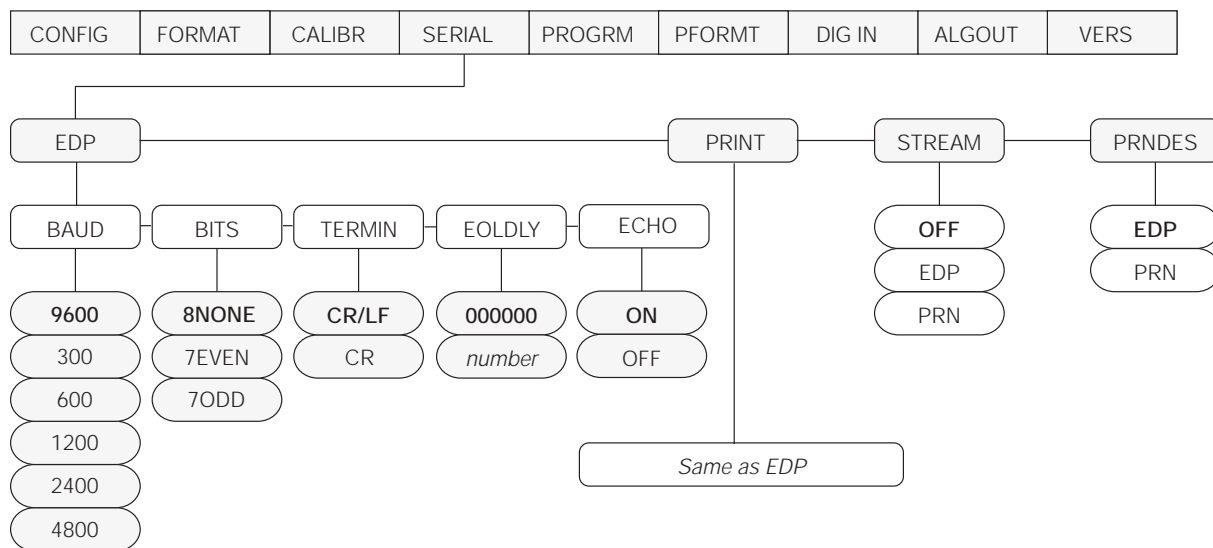 CONFIG FORMAT CALIBR SERIAL PROGRM PFORMT DIG IN ALGOUT VERS
EDP PRINT STREAM PRNDES
BAUD BITS TERMIN EOLDLY ECHO OFF EDP
9600 8NONE CR/LF 000000 ON EDP PRN
300 7EVEN CR number OFF PRN
600 7ODD
1200
2400 Same as EDP
4800